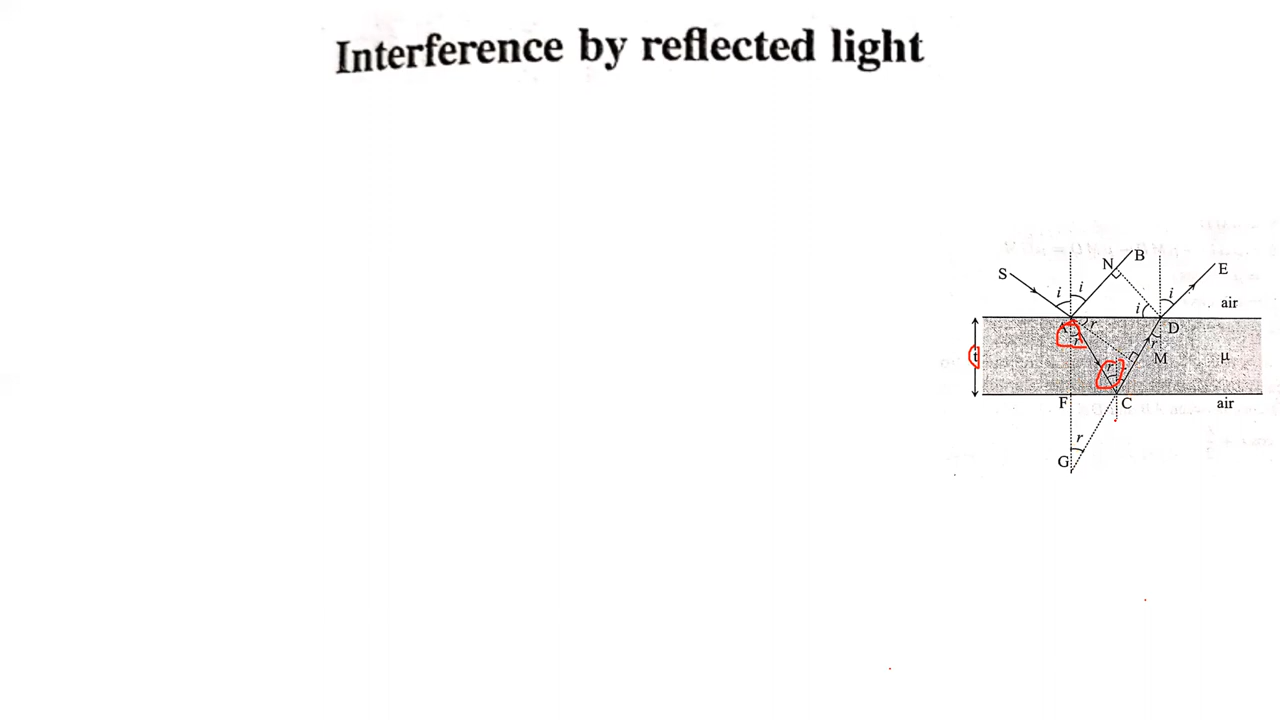 Interference by reflected light
N B
S E
i i i
i air
A r D
r r
t r M μ
F C air
r
G